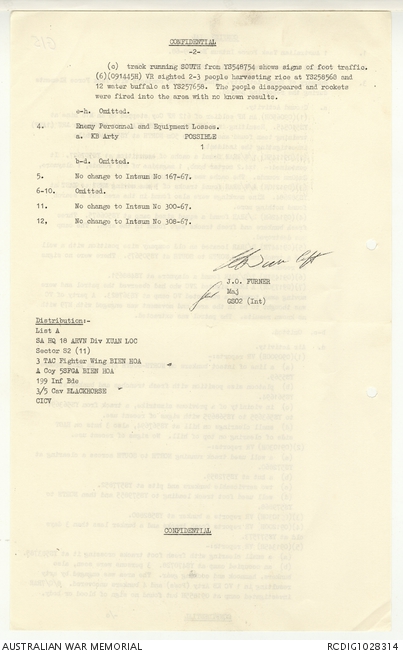 CONFIDENTIAL
-2-
(c) track running SOUTH from YS548754 shows signs of foot traffic.
(6)(091445H) VR sighted 2-3 people harvesting rice at YS258560 and
12 water buffalo at YS257658. The people disappeared and rockets
were fired into the area with no known results.
e-h. Omitted.
4. Enemy Personnel and Equipment Losses.
a. KB Arty POSSIBLE
1
b-d. Omitted.
5. No change to Intsum No 167-67.
6-10. Omitted.
11. No change to Intsum No 300-67.
12. No change to Intsum No 308-67.
Capt
for J.O. FURNER
Maj
GSO2 (Int)
Distribution:-
List A
SA HQ 18 ARVN Div XUAN LOC
Sector S2 (11)
3 TAC Fighter Wing BIEN HOA
A Coy 5SFGA BIEN HOA
199 Inf Bde
3/5 Cav BLACKHORSE
CICV
CONFIDENTIAL
AUSTRALIAN WAR MEMORIAL
RCDIG1028314